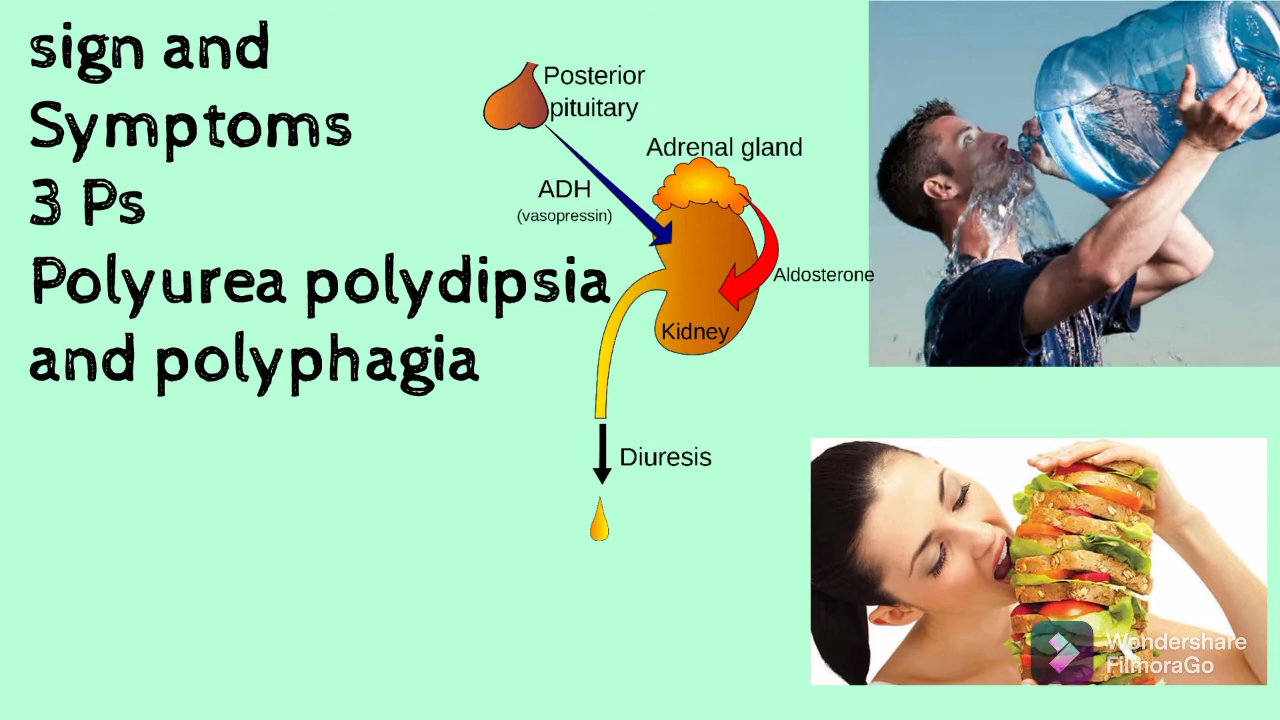 sign and
Symptoms
3 Ps
Polyurea polydipsia
and polyphagia
Posterior
pituitary
Adrenal gland
ADH
(vasopressin)
Aldosterone
Kidney
Diuresis
Wondershare
FilmoraGo